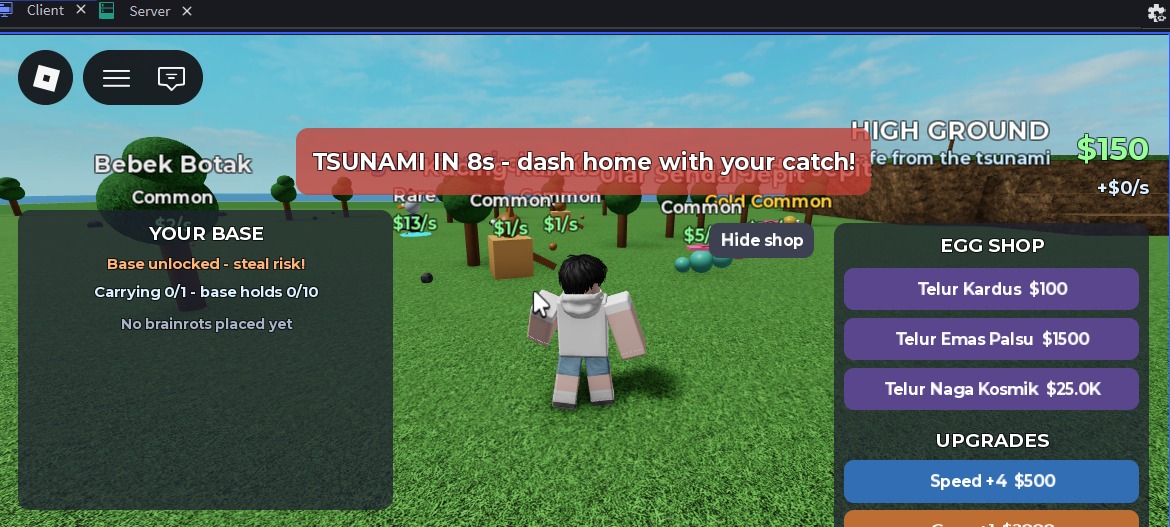 Client
Server
HIGH GROUND
$150
TSUNAMI IN 8s - dash home with your catch!
from the tsunami
+$0/s
Bebek Botak
Common
$2/s
Rare
$13/s
Common
$1/s
Common
$1/s
Common
$5/
Gold Common
Hide shop
YOUR BASE
Base unlocked - steal risk!
Carrying 0/1 - base holds 0/10
No brainrots placed yet
EGG SHOP
Telur Kardus $100
Telur Emas Palsu $1500
Telur Naga Kosmik $25.0K
UPGRADES
Speed +4 $500